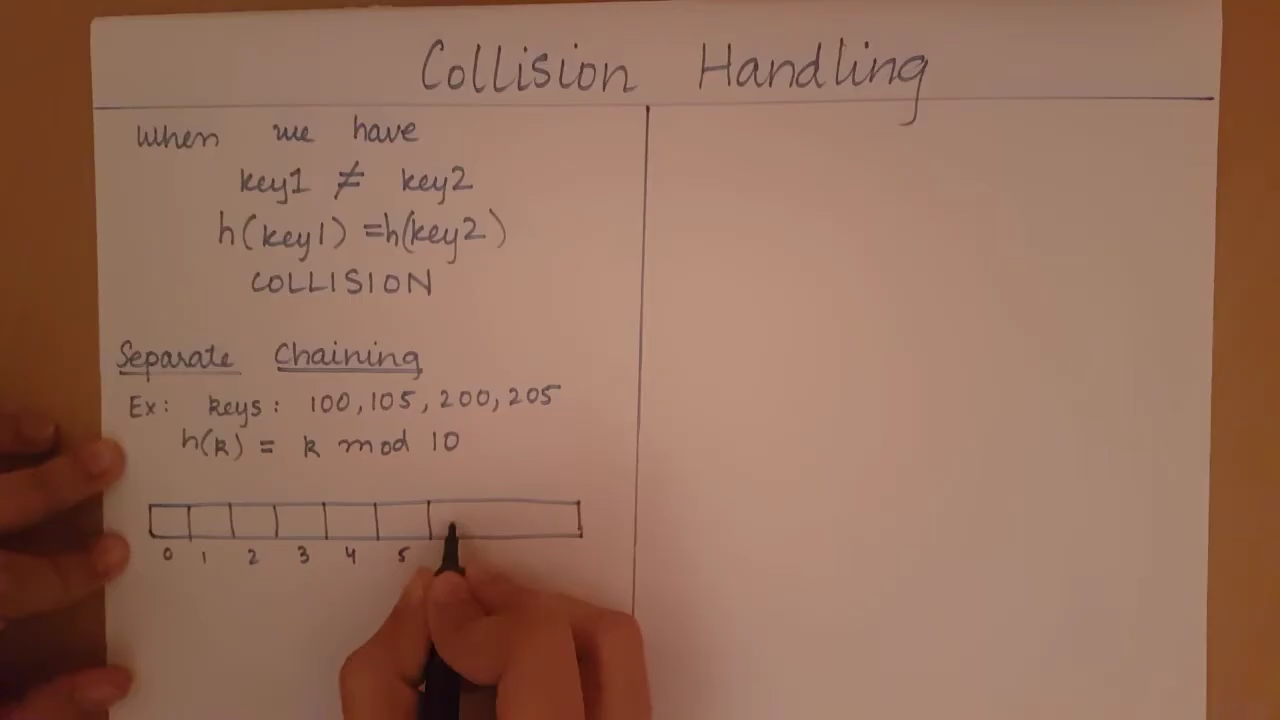 Collision Handling
When we have
key1 ≠ key2
h(key1) =h(key2)
COLLISION
Separate Chaining
Ex: keys: 100,105,200,205
h(k) = k mod 10
0 1 2 3 4 5